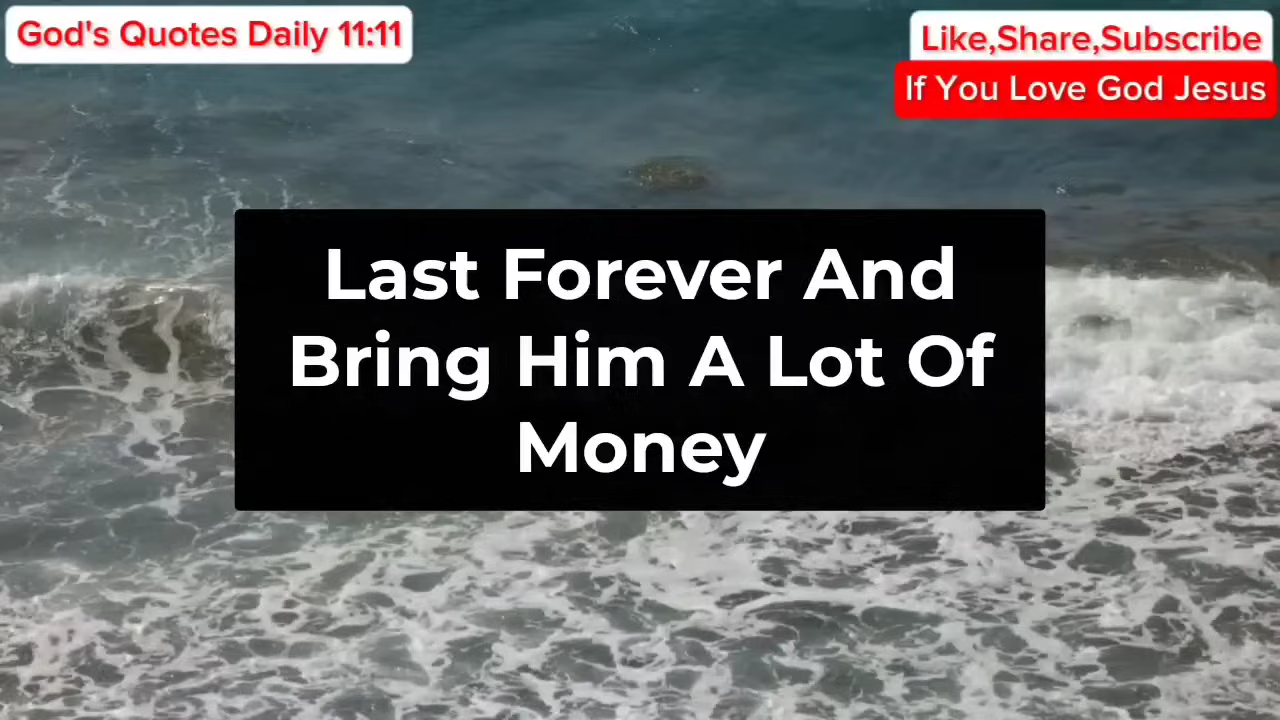 God's Quotes Daily 11:11
Like,Share,Subscribe
If You Love God Jesus
Last Forever And
Bring Him A Lot Of
Money